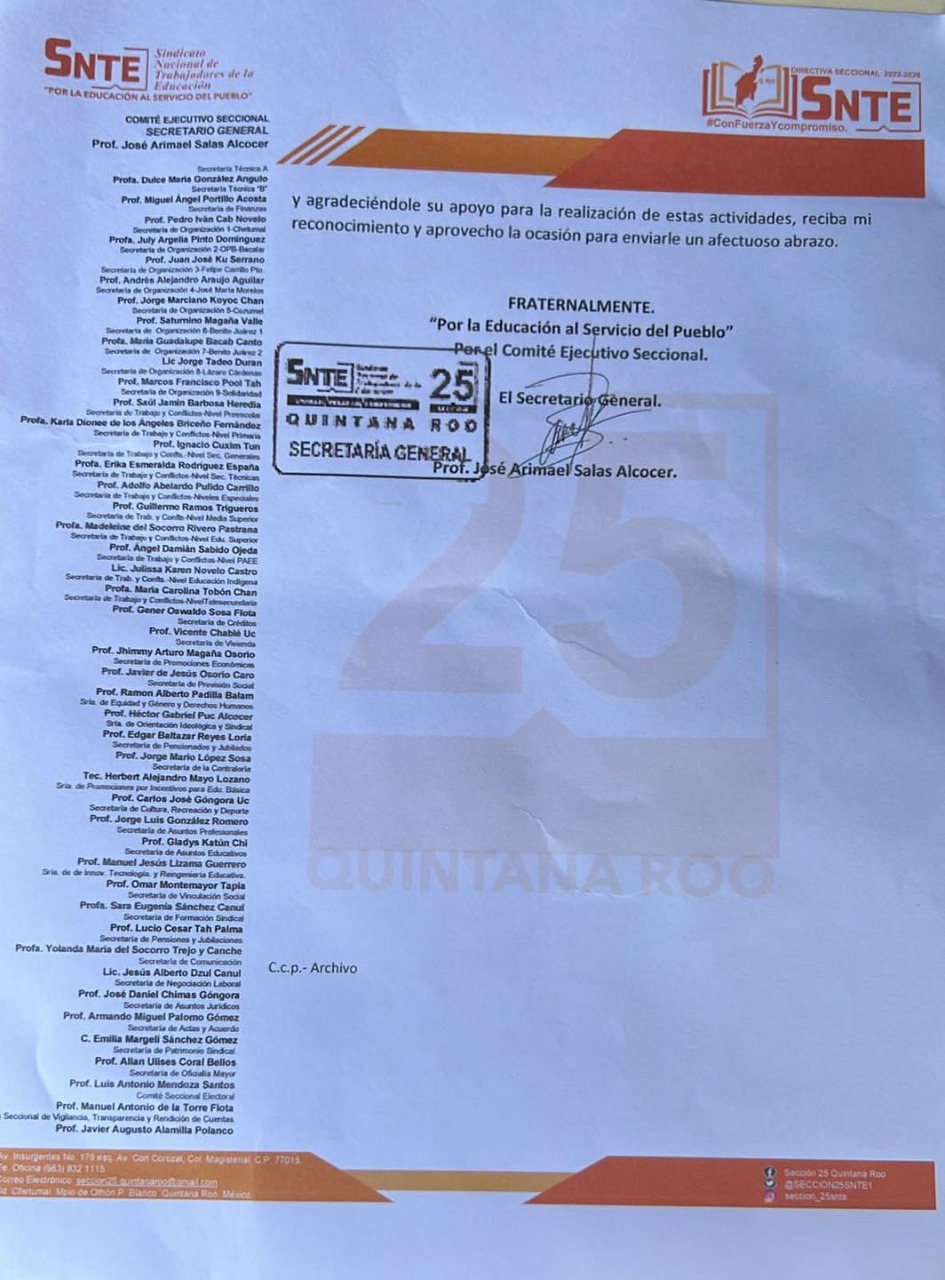 SNTE
Sindicato
Nacional de
Trabajadores de la
Educación
"POR LA EDUCACIÓN AL SERVICIO DEL PUEBLO"
DIRECTIVA SECCIONAL 2022-2026
SNTE
#ConFuerzaYcompromiso.
COMITÉ EJECUTIVO SECCIONAL
SECRETARIO GENERAL
Prof. José Arimael Salas Alcocer
Secretaria Técnica A
Profa. Dulce Maria González Angulo
Secretaria Técnica "B"
Prof. Miguel Ángel Portillo Acosta
Secretaria de Finanzas
Prof. Pedro Iván Cab Novelo
Secretaria de Organización 1-Chetumal
Profa. July Argelia Pinto Dominguez
Secretaria de Organización 2-OPB-Bacalar
Prof. Juan José Ku Serrano
Secretaria de Organización 3-Felipe Carrillo Pto.
Prof. Andrés Alejandro Araujo Aguilar
Secretaria de Organización 4-José Maria Morelos
Prof. Jorge Marciano Koyoc Chan
Secretaria de Organización 5-Cozumel
Prof. Saturnino Magaña Valle
Secretaria de Organización 6-Benito Juárez 1
Profa. Maria Guadalupe Bacab Canto
Secretaria de Organización 7-Benito Juárez 2
Lic Jorge Tadeo Duran
Secretaria de Organización 8-Lázaro Cárdenas
Prof. Marcos Francisco Pool Tah
Secretaria de Organización 9-Solidaridad
Prof. Saúl Jamin Barbosa Heredia
Secretaria de Trabajo y Conflictos-Nivel Preescolar
Profa. Karla Dionee de los Ángeles Briceño Fernández
Secretaria de Trabajo y Conflictos-Nivel Primaria
Prof. Ignacio Cuxim Tun
Secretaria de Trabajo y Conflts.-Nivel Sec. Generales
Profa. Erika Esmeralda Rodríguez España
Secretaria de Trabajo y Conflictos-Nivel Sec. Técnicas
Prof. Adolfo Abelardo Pulido Carrillo
Secretaria de Trabajo y Conflictos-Niveles Especiales
Prof. Guillermo Ramos Trigueros
Secretaria de Trab. y Conflts-Nivel Media Superior
Profa. Madeleine del Socorro Rivero Pastrana
Secretaria de Trabajo y Conflictos-Nivel Edu. Superior
Prof. Ángel Damián Sabido Ojeda
Secretaria de Trabajo y Conflictos-Nivel PAEE
Lic. Julissa Karen Novelo Castro
Secretaria de Trab. y Conflts.-Nivel Educación Indígena
Profa. Maria Carolina Tobón Chan
Secretaria de Trabajo y Conflictos-NivelTelesecundaria
Prof. Gener Oswaldo Sosa Flota
Secretaria de Créditos
Prof. Vicente Chablé Uc
Secretaria de Vivienda
Prof. Jhimmy Arturo Magaña Osorio
Secretaria de Promociones Económicas
Prof. Javier de Jesús Osorio Caro
Secretaria de Previsión Social
Prof. Ramon Alberto Padilla Balam
Sria. de Equidad y Género y Derechos Humanos
Prof. Héctor Gabriel Puc Alcocer
Sria. de Orientación Ideológica y Sindical
Prof. Edgar Baltazar Reyes Loria
Secretaria de Pensionados y Jubilados
Prof. Jorge Mario López Sosa
Secretaria de la Contraloria
Tec. Herbert Alejandro Mayo Lozano
Sria. de Promociones por Incentivos para Edu. Básica
Prof. Carlos José Góngora Uc
Secretaria de Cultura, Recreación y Deporte
Prof. Jorge Luis González Romero
Secretaria de Asuntos Profesionales
Prof. Gladys Katún Chi
Secretaria de Asuntos Educativos
Prof. Manuel Jesús Lizama Guerrero
Sria. de de Innov. Tecnologia. y Reingenieria Educativa.
Prof. Omar Montemayor Tapia
Secretaria de Vinculación Social
Profa. Sara Eugenia Sánchez Canul
Secretaria de Formación Sindical
Prof. Lucio Cesar Tah Palma
Secretaria de Pensiones y Jubilaciones
Profa. Yolanda Maria del Socorro Trejo y Canche
Secretaria de Comunicación
Lic. Jesús Alberto Dzul Canul
Secretaria de Negociación Laboral
Prof. José Daniel Chimas Góngora
Secretaria de Asuntos Jurídicos
Prof. Armando Miguel Palomo Gómez
Secretaria de Actas y Acuerdo
C. Emilia Margeli Sánchez Gómez
Secretaria de Patrimonio Sindical
Prof. Allan Ulises Coral Bellos
Secretaria de Oficialia Mayor
Prof. Luis Antonio Mendoza Santos
Comité Seccional Electoral
Prof. Manuel Antonio de la Torre Flota
Seccional de Vigilancia, Transparencia y Rendición de Cuentas
Prof. Javier Augusto Alamilla Polanco
y agradeciéndole su apoyo para la realización de estas actividades, reciba mi
reconocimiento y aprovecho la ocasión para enviarle un afectuoso abrazo.
FRATERNALMENTE.
"Por la Educación al Servicio del Pueblo"
Por el Comité Ejecutivo Seccional.
El Secretario General.
Prof. José Arimael Salas Alcocer.
SNTE 25
QUINTANA ROO
SECRETARÍA GENERAL
25
QUINTANA ROO
C.c.p.- Archivo
Av. Insurgentes No. 179 esq. Av. Con Corozal, Col. Magisterial, C.P. 77015.
Te. Oficina (983) 832 1115
Correo Electrónico seccion25.quintanaroo@gmail.com
Cd. Chetumal. Mpio de Othón P. Blanco. Quintana Roo. México
Sección 25 Quintana Roo
@SECCION25SNTE1
seccion_25snte